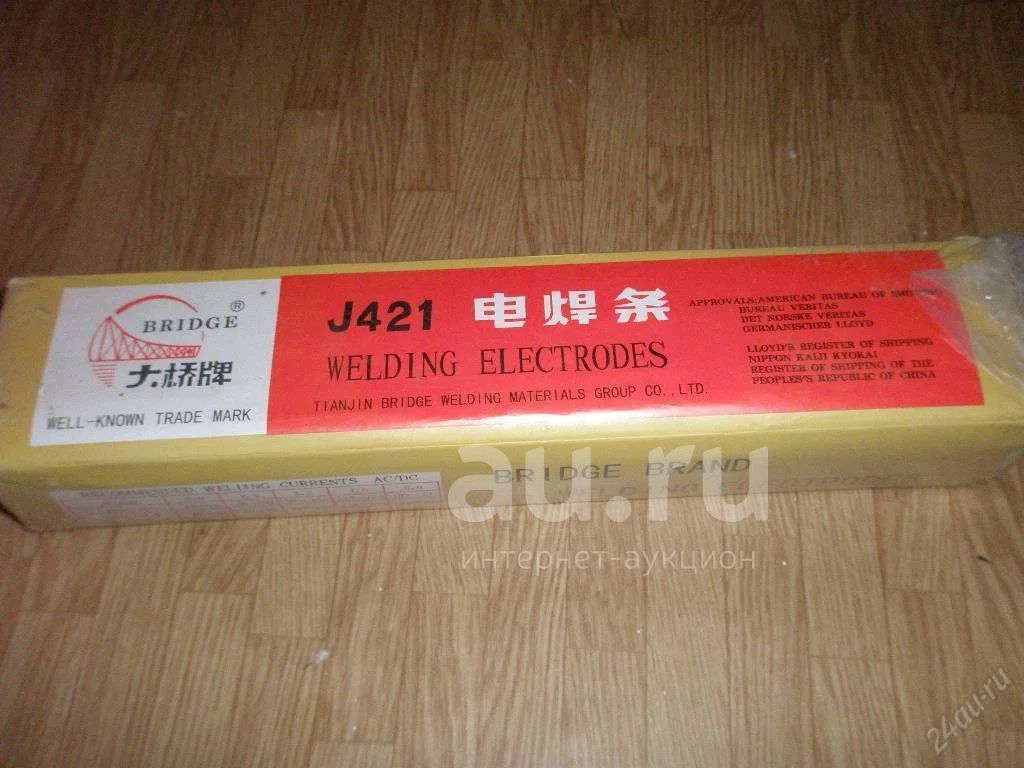 BRIDGE ®
大桥牌
WELL-KNOWN TRADE MARK
J421 电焊条
WELDING ELECTRODES
TIANJIN BRIDGE WELDING MATERIALS GROUP CO.,LTD.
APPROVALS:AMERICAN BUREAU OF
BUREAU VERITAS
DET NORSKE VERITAS
GERMANISCHER LLOYD
LLOYD'S REGISTER OF SHIPPING
NIPPON KAIJI KYOKAI
REGISTER OF SHIPPING OF THE
PEOPLE'S REPUBLIC OF CHINA
RECOMMENDED WELDING CURRENTS AC/DC
BRIDGE BRAND
au.ru
интернет-аукцион
24au.ru